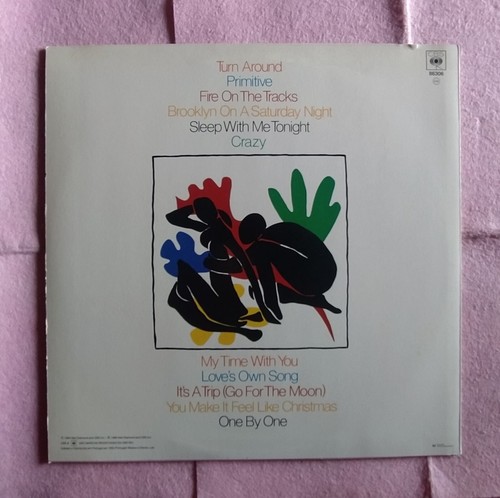 CBS
86306
Turn Around
Primitive
Fire On The Tracks
Brooklyn On A Saturday Night
Sleep With Me Tonight
Crazy
My Time With You
Love's Own Song
It's A Trip (Go For The Moon)
You Make It Feel Like Christmas
One By One